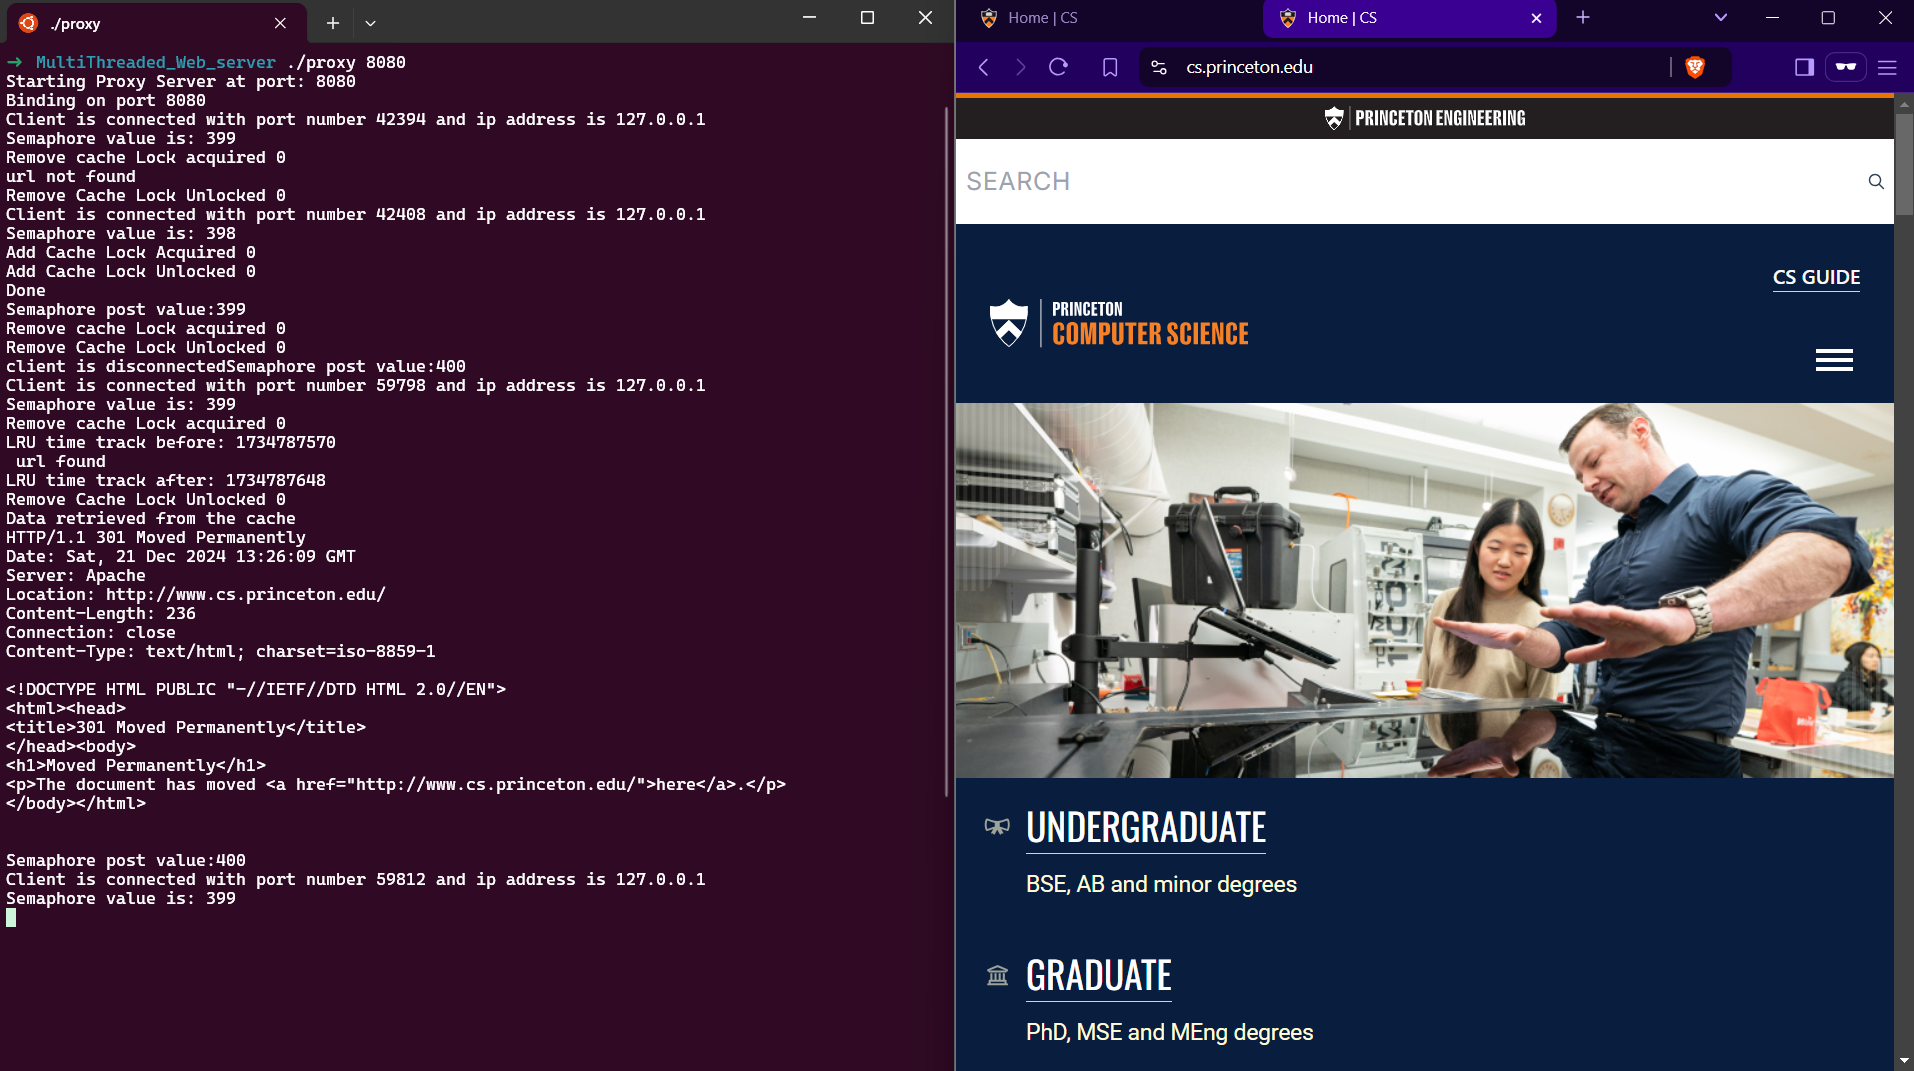 ./proxy
➜ MultiThreaded_Web_server ./proxy 8080
Starting Proxy Server at port: 8080
Binding on port 8080
Client is connected with port number 42394 and ip address is 127.0.0.1
Semaphore value is: 399
Remove cache Lock acquired 0
url not found
Remove Cache Lock Unlocked 0
Client is connected with port number 42408 and ip address is 127.0.0.1
Semaphore value is: 398
Add Cache Lock Acquired 0
Add Cache Lock Unlocked 0
Done
Semaphore post value:399
Remove cache Lock acquired 0
Remove Cache Lock Unlocked 0
client is disconnectedSemaphore post value:400
Client is connected with port number 59798 and ip address is 127.0.0.1
Semaphore value is: 399
Remove cache Lock acquired 0
LRU time track before: 1734787570
 url found
LRU time track after: 1734787648
Remove Cache Lock Unlocked 0
Data retrieved from the cache
HTTP/1.1 301 Moved Permanently
Date: Sat, 21 Dec 2024 13:26:09 GMT
Server: Apache
Location: http://www.cs.princeton.edu/
Content-Length: 236
Connection: close
Content-Type: text/html; charset=iso-8859-1
<!DOCTYPE HTML PUBLIC "-//IETF//DTD HTML 2.0//EN">
<html><head>
<title>301 Moved Permanently</title>
</head><body>
<h1>Moved Permanently</h1>
<p>The document has moved <a href="http://www.cs.princeton.edu/">here</a>.</p>
</body></html>
Semaphore post value:400
Client is connected with port number 59812 and ip address is 127.0.0.1
Semaphore value is: 399
Home | CS
Home | CS
cs.princeton.edu
PRINCETON ENGINEERING
SEARCH
CS GUIDE
PRINCETON
COMPUTER SCIENCE
UNDERGRADUATE
BSE, AB and minor degrees
GRADUATE
PhD, MSE and MEng degrees